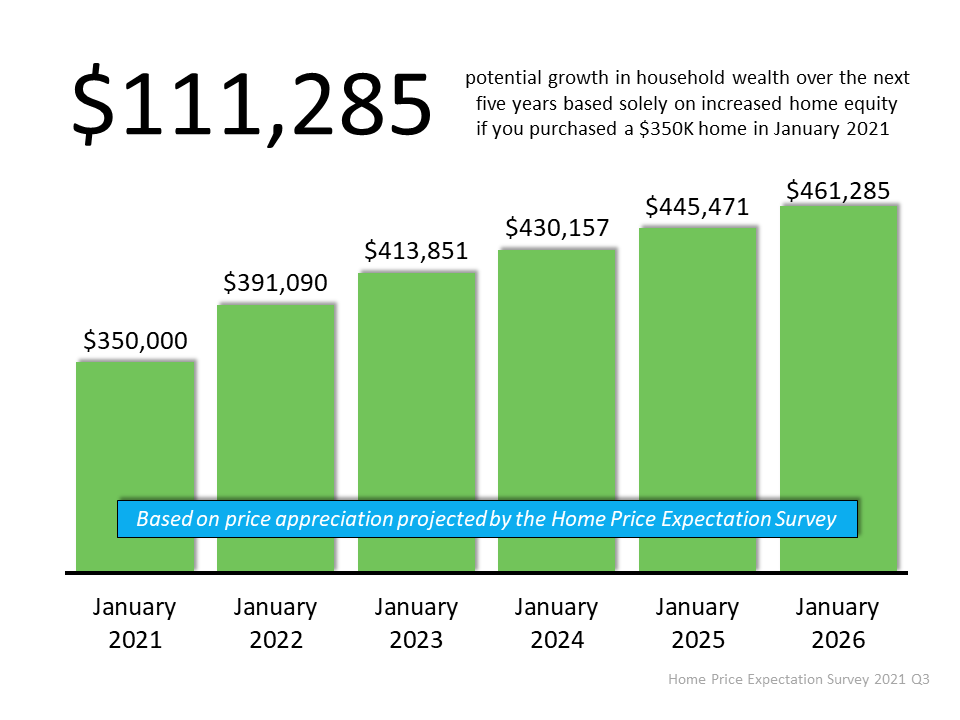 $111,285
potential growth in household wealth over the next
five years based solely on increased home equity
if you purchased a $350K home in January 2021
$350,000
$391,090
$413,851
$430,157
$445,471
$461,285
Based on price appreciation projected by the Home Price Expectation Survey
January
2021
January
2022
January
2023
January
2024
January
2025
January
2026
Home Price Expectation Survey 2021 Q3